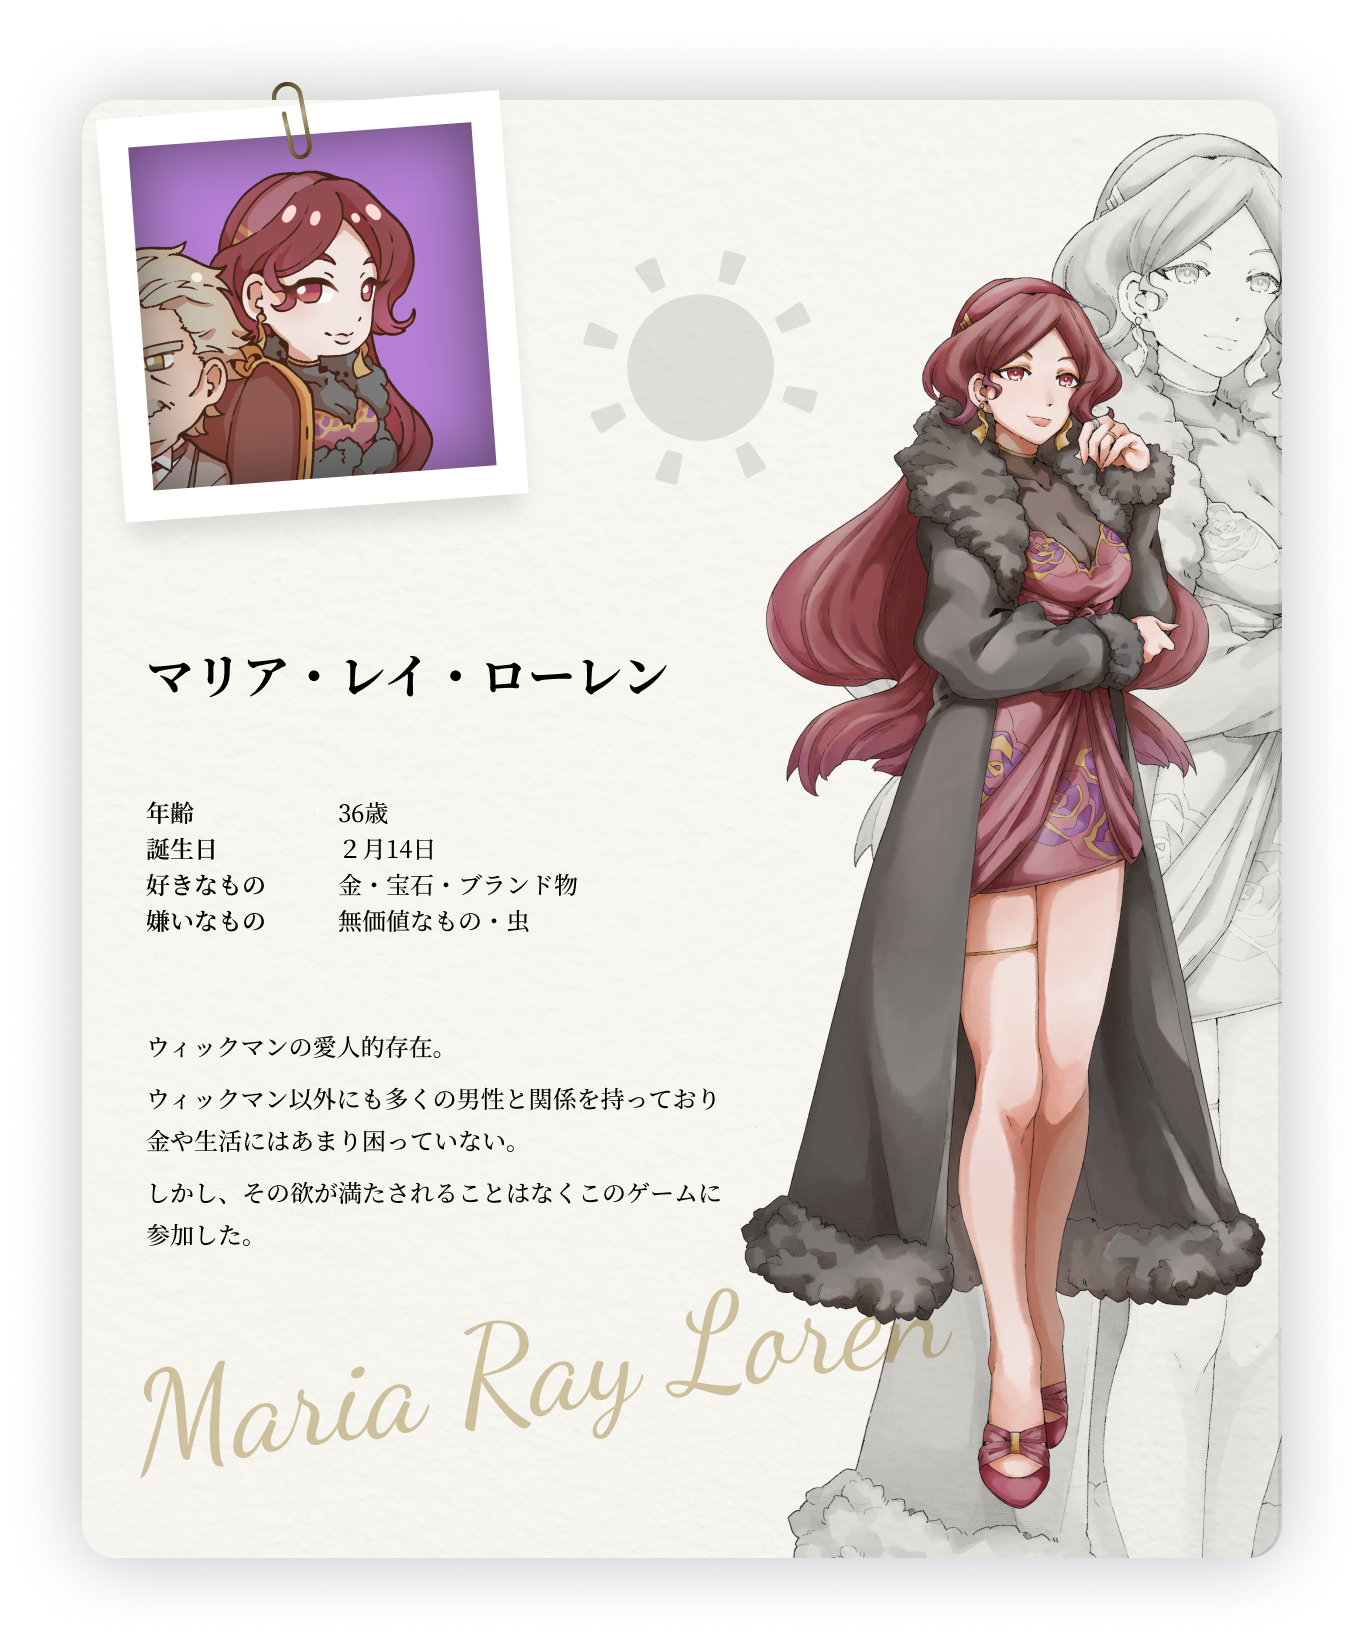 マリア・レイ・ローレン
年齢 36歳
誕生日 ２月14日
好きなもの 金・宝石・ブランド物
嫌いなもの 無価値なもの・虫
ウィックマンの愛人的存在。
ウィックマン以外にも多くの男性と関係を持っており
金や生活にはあまり困っていない。
しかし、その欲が満たされることはなくこのゲームに
参加した。
Maria Ray Loren